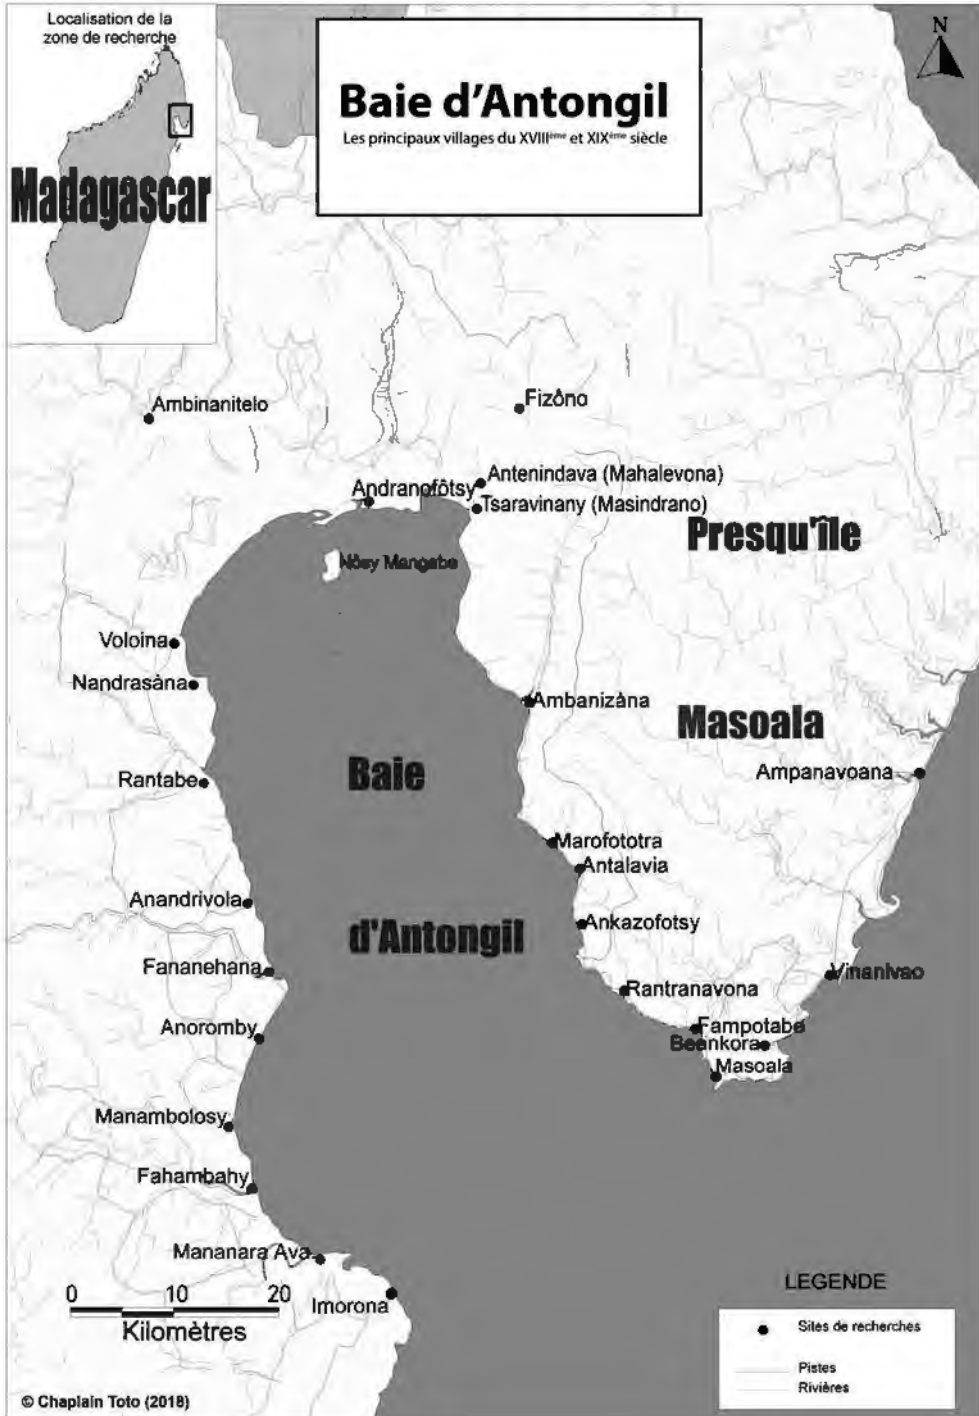 Localisation de la
zone de recherche
Madagascar
Baie d'Antongil
Les principaux villages du XVIIIème et XIXème siècle
N
Ambinanitelo
Fizôno
Antenindava (Mahalevona)
Andranofôtsy
Tsaravinany (Masindrano)
Presqu'île
Nôsy Mangabe
Voloina
Nandrasàna
Ambanizàna
Masoala
Baie
Ampanavoana
Rantabe
Marofototra
Antalavia
Anandrivola
d'Antongil
Ankazofotsy
Fananehana
Vinanivao
Rantranavona
Anoromby
Fampotabe
Beankora
Masoala
Manambolosy
Fahambahy
Mananara Ava.
Imorona
0 10 20
Kilomètres
LEGENDE
Sites de recherches
Pistes
Rivières
© Chaplain Toto (2018)